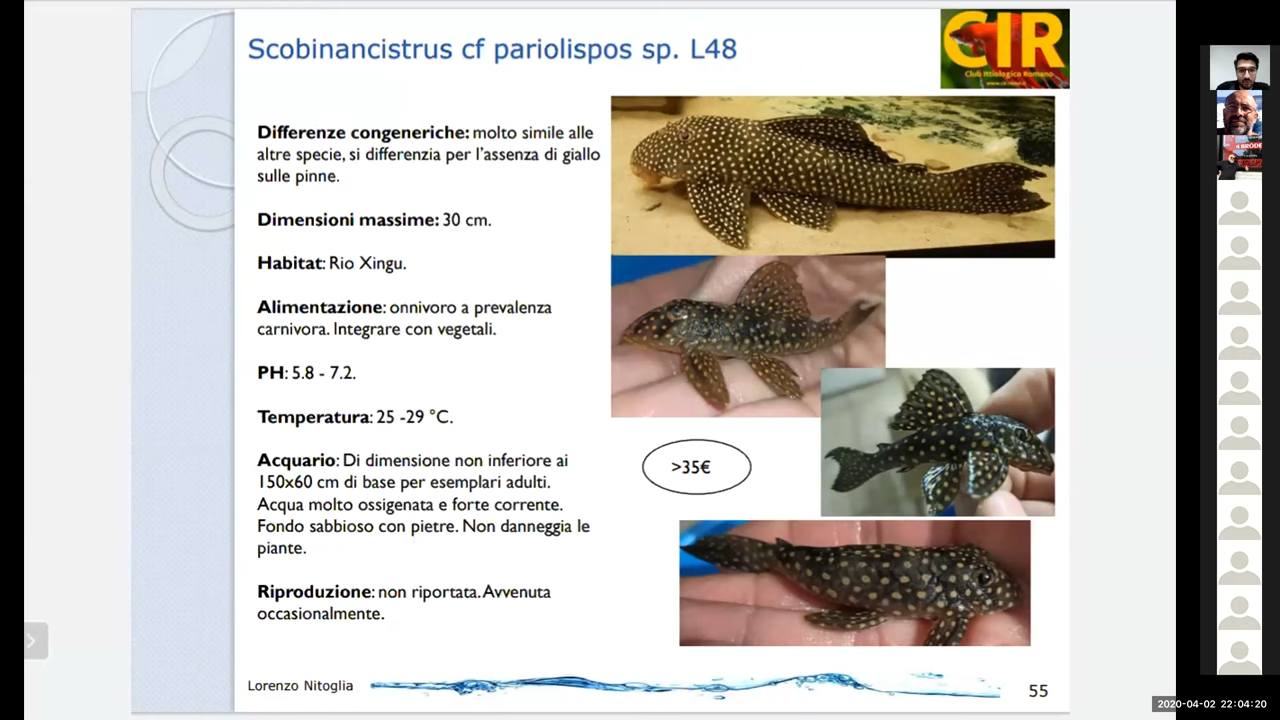 Scobinancistrus cf pariolispos sp. L48
CIR
Club Ittiologico Romano
Differenze congeneriche: molto simile alle
altre specie, si differenzia per l'assenza di giallo
sulle pinne.
Dimensioni massime: 30 cm.
Habitat: Rio Xingu.
Alimentazione: onnivoro a prevalenza
carnivora. Integrare con vegetali.
PH: 5.8 - 7.2.
Temperatura: 25 -29 °C.
Acquario: Di dimensione non inferiore ai
150x60 cm di base per esemplari adulti.
Acqua molto ossigenata e forte corrente.
Fondo sabbioso con pietre. Non danneggia le
piante.
Riproduzione: non riportata. Avvenuta
occasionalmente.
>35€
Lorenzo Nitoglia
55
2020-04-02 22:04:20